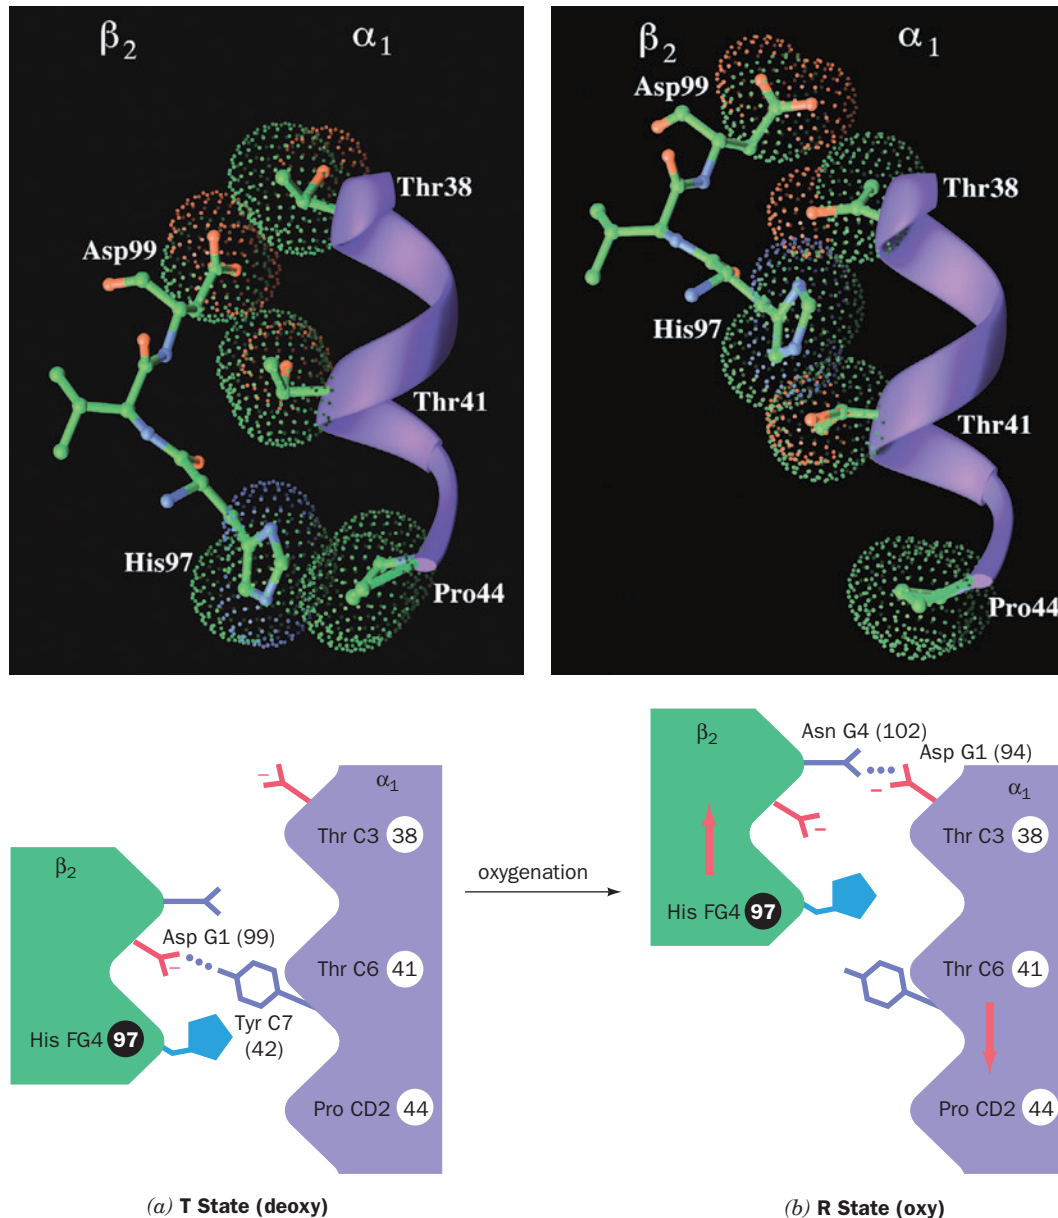 β2 α1
Thr38
Asp99
Thr41
His97
Pro44
β2 α1
Asp99
Thr38
His97
Thr41
Pro44
α1
Thr C3 38
β2
Asp G1 (99)
Thr C6 41
Tyr C7
(42)
His FG4 97
Pro CD2 44
−
−
oxygenation
β2
Asn G4 (102)
Asp G1 (94)
α1
−
−
Thr C3 38
His FG4 97
Thr C6 41
Pro CD2 44
(a) T State (deoxy)
(b) R State (oxy)